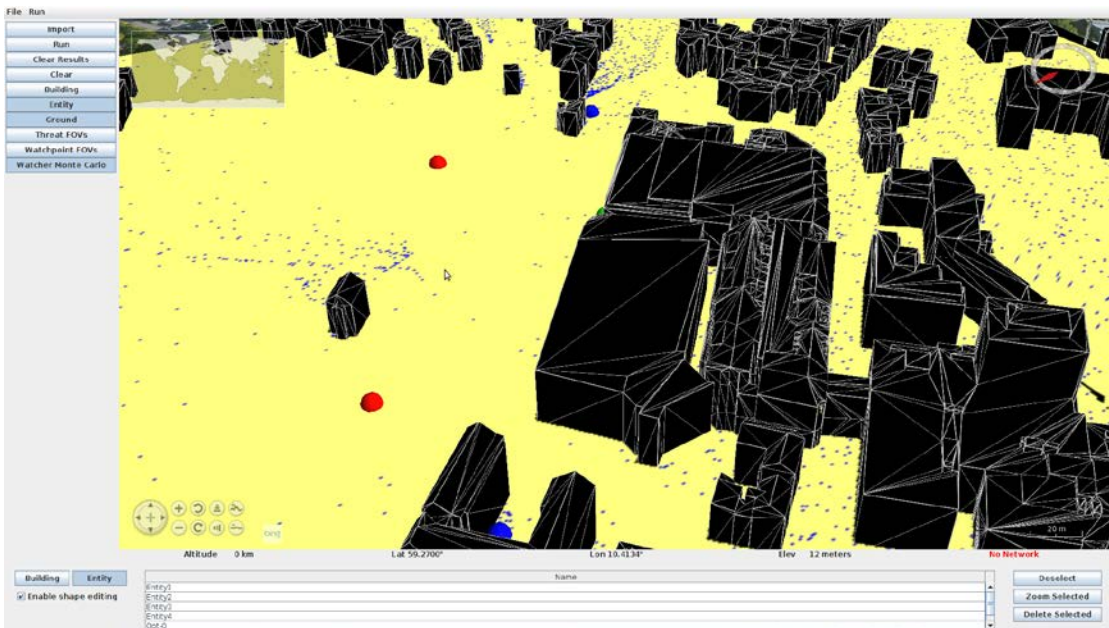 File Run
Import
Run
Clear Results
Clear
Building
Entity
Ground
Threat FOVs
Watchpoint FOVs
Watcher Monte Carlo
20 m
Altitude 0 km Lat 59.2700° Lon 10.4134° Elev 12 meters No Network
Building Entity
Enable shape editing
Name
Entity1
Entity2
Entity3
Entity4
Deselect
Zoom Selected
Delete Selected